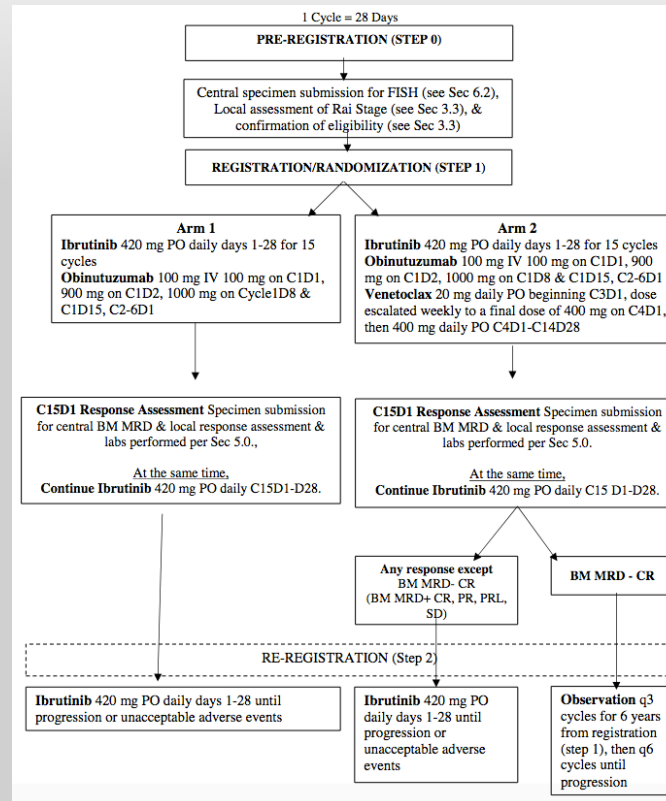 1 Cycle = 28 Days
PRE-REGISTRATION (STEP 0)
Central specimen submission for FISH (see Sec 6.2),
Local assessment of Rai Stage (see Sec 3.3), &
confirmation of eligibility (see Sec 3.3)
REGISTRATION/RANDOMIZATION (STEP 1)
Arm 1
Ibrutinib 420 mg PO daily days 1-28 for 15
cycles
Obinutuzumab 100 mg IV 100 mg on C1D1,
900 mg on C1D2, 1000 mg on Cycle1D8 &
C1D15, C2-6D1
Arm 2
Ibrutinib 420 mg PO daily days 1-28 for 15 cycles
Obinutuzumab 100 mg IV 100 mg on C1D1, 900
mg on C1D2, 1000 mg on C1D8 & C1D15, C2-6D1
Venetoclax 20 mg daily PO beginning C3D1, dose
escalated weekly to a final dose of 400 mg on C4D1,
then 400 mg daily PO C4D1-C14D28
C15D1 Response Assessment Specimen submission
for central BM MRD & local response assessment &
labs performed per Sec 5.0.,
At the same time,
Continue Ibrutinib 420 mg PO daily C15D1-D28.
C15D1 Response Assessment Specimen submission
for central BM MRD & local response assessment &
labs performed per Sec 5.0.
At the same time,
Continue Ibrutinib 420 mg PO daily C15 D1-D28.
Any response except
BM MRD- CR
(BM MRD+ CR, PR, PRL,
SD)
BM MRD - CR
RE-REGISTRATION (Step 2)
Ibrutinib 420 mg PO daily days 1-28 until
progression or unacceptable adverse events
Ibrutinib 420 mg PO
daily days 1-28 until
progression or
unacceptable adverse
events
Observation q3
cycles for 6 years
from registration
(step 1), then q6
cycles until
progression